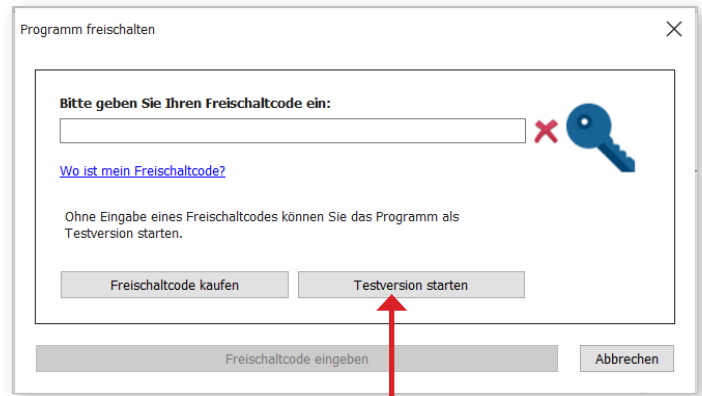 Programm freischalten
Bitte geben Sie Ihren Freischaltcode ein:
Wo ist mein Freischaltcode?
Ohne Eingabe eines Freischaltcodes können Sie das Programm als
Testversion starten.
Freischaltcode kaufen
Testversion starten
Freischaltcode eingeben
Abbrechen